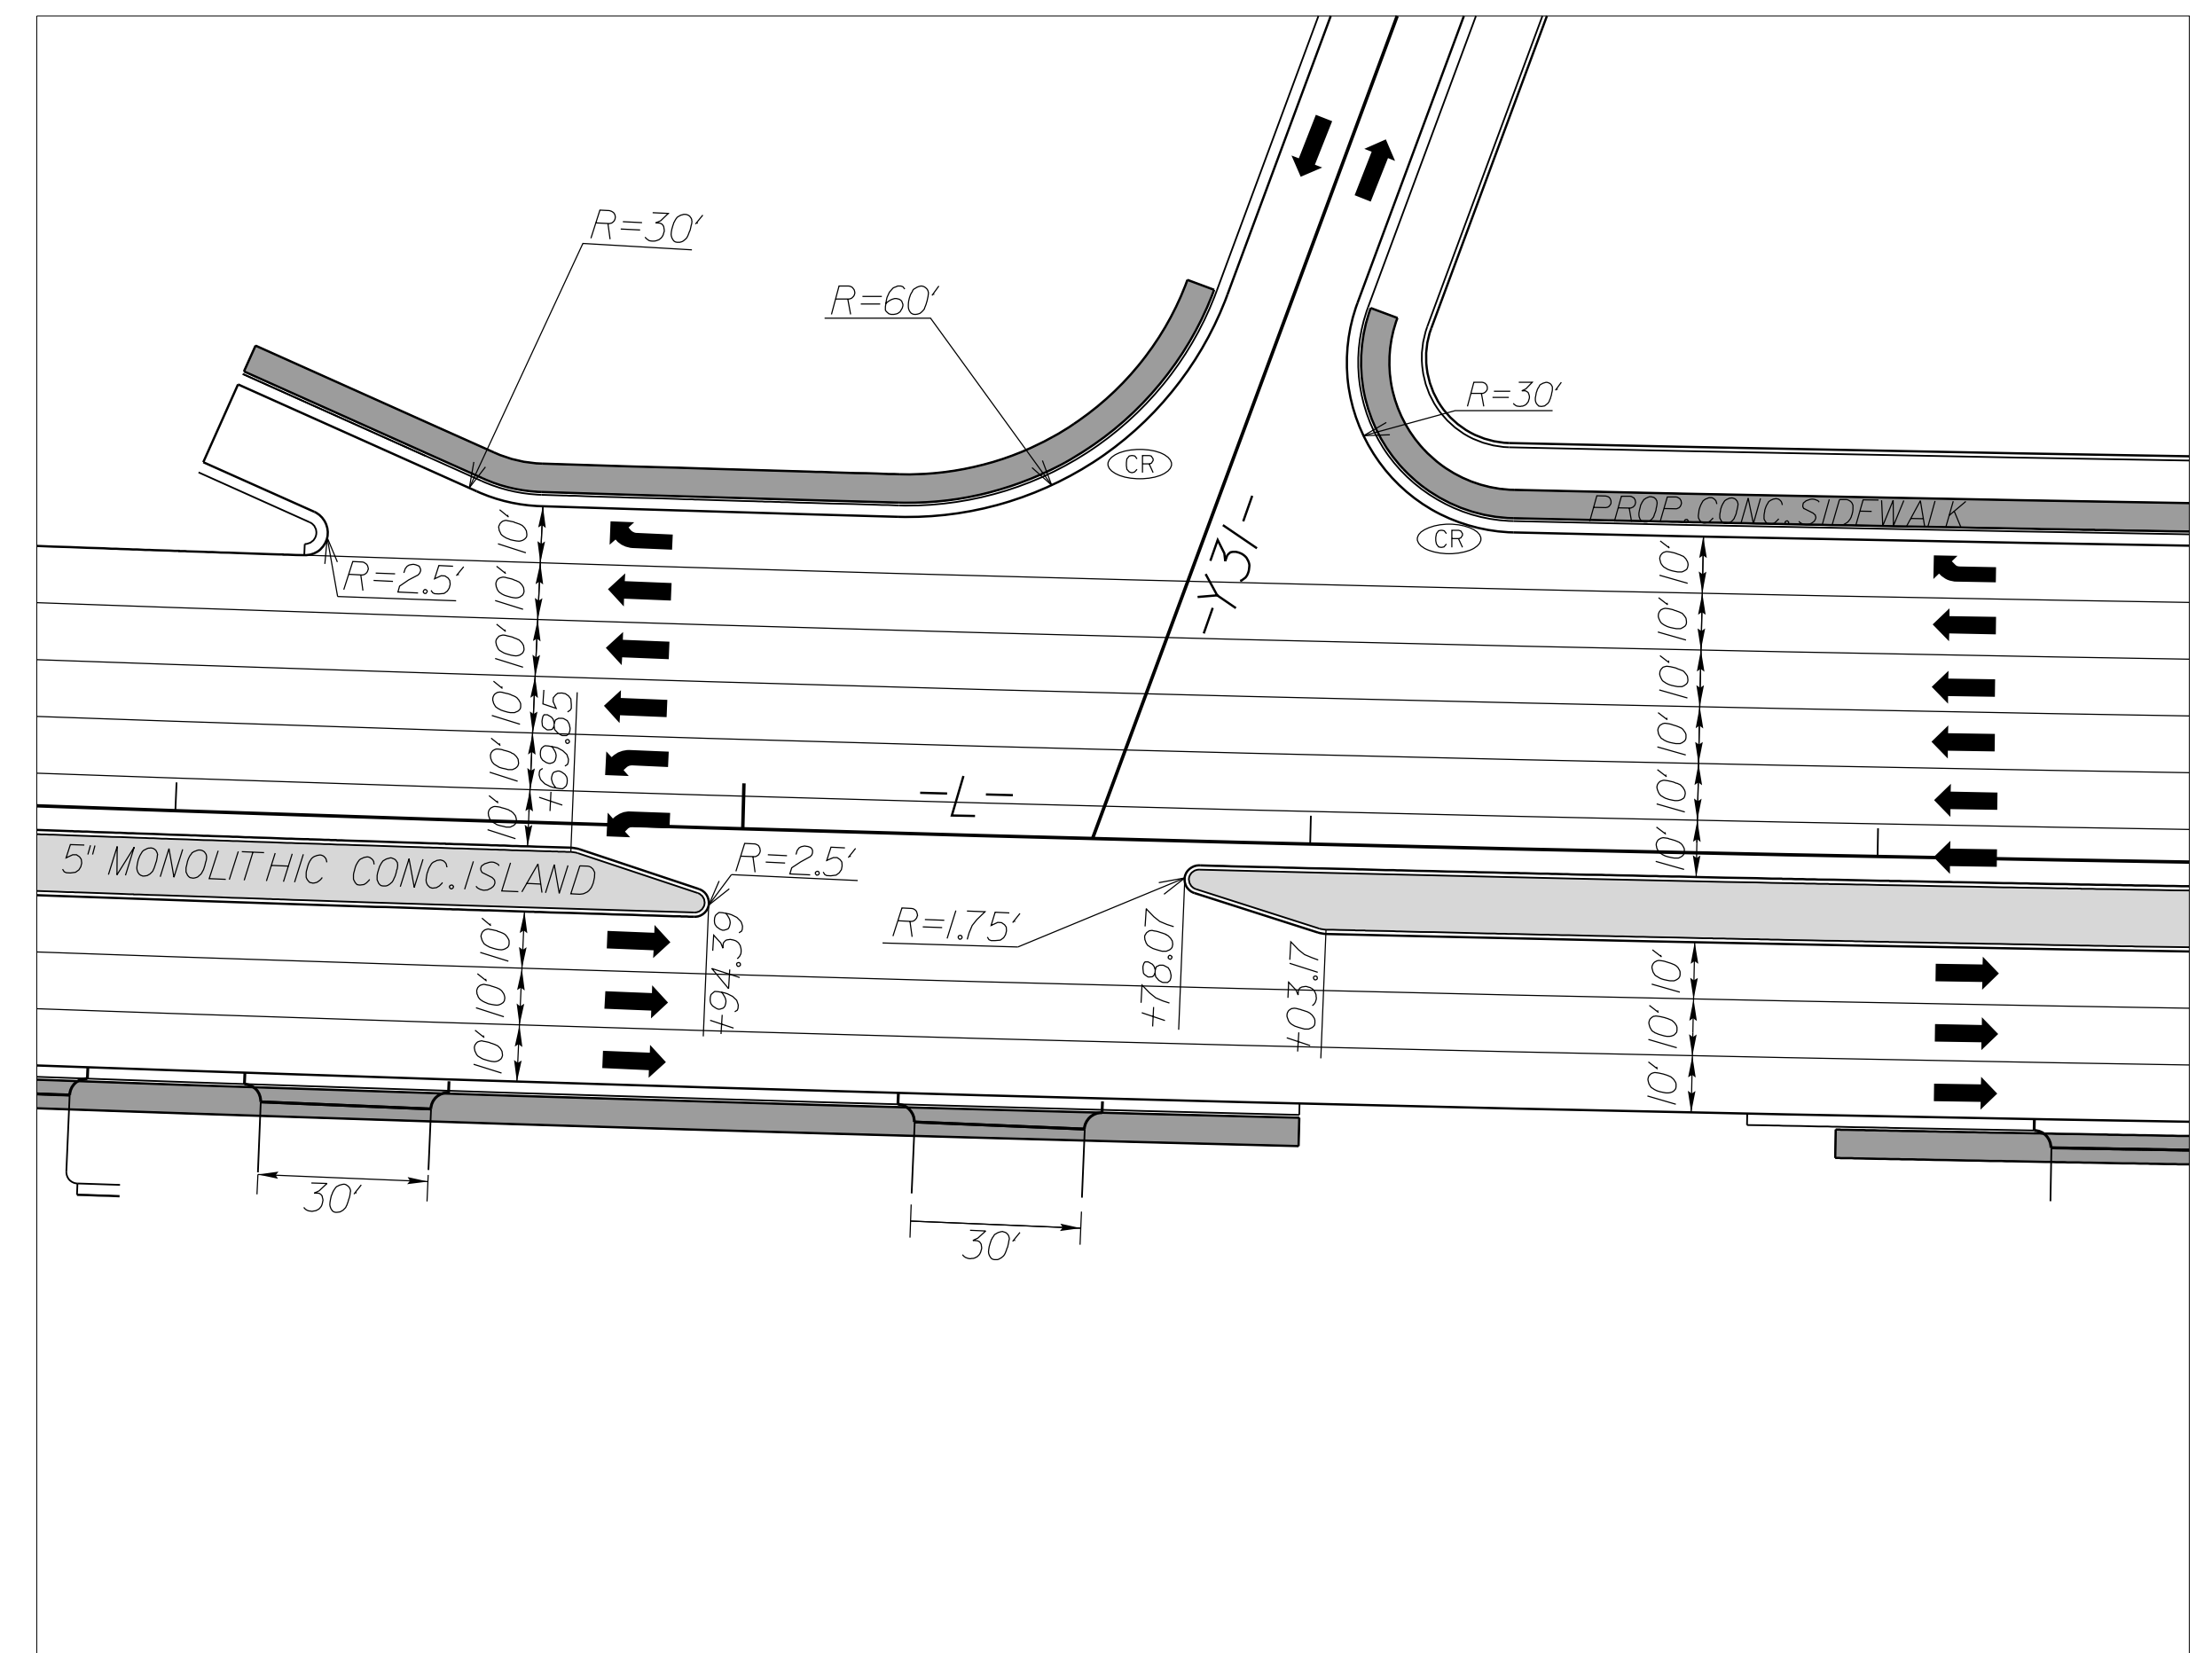 R=30'
R=60'
R=30'
CR
PROP. CONC. SIDEWALK
CR
10'
10'
10'
10'
10'
10'
R=2.5'
-Y3-
10'
10'
10'
10'
10'
10'
+69.85
-L-
5" MONOLITHIC CONC. ISLAND
R=2.5'
R=1.75'
+94.39
+78.07
+03.17
10'
10'
10'
10'
10'
10'
30'
30'